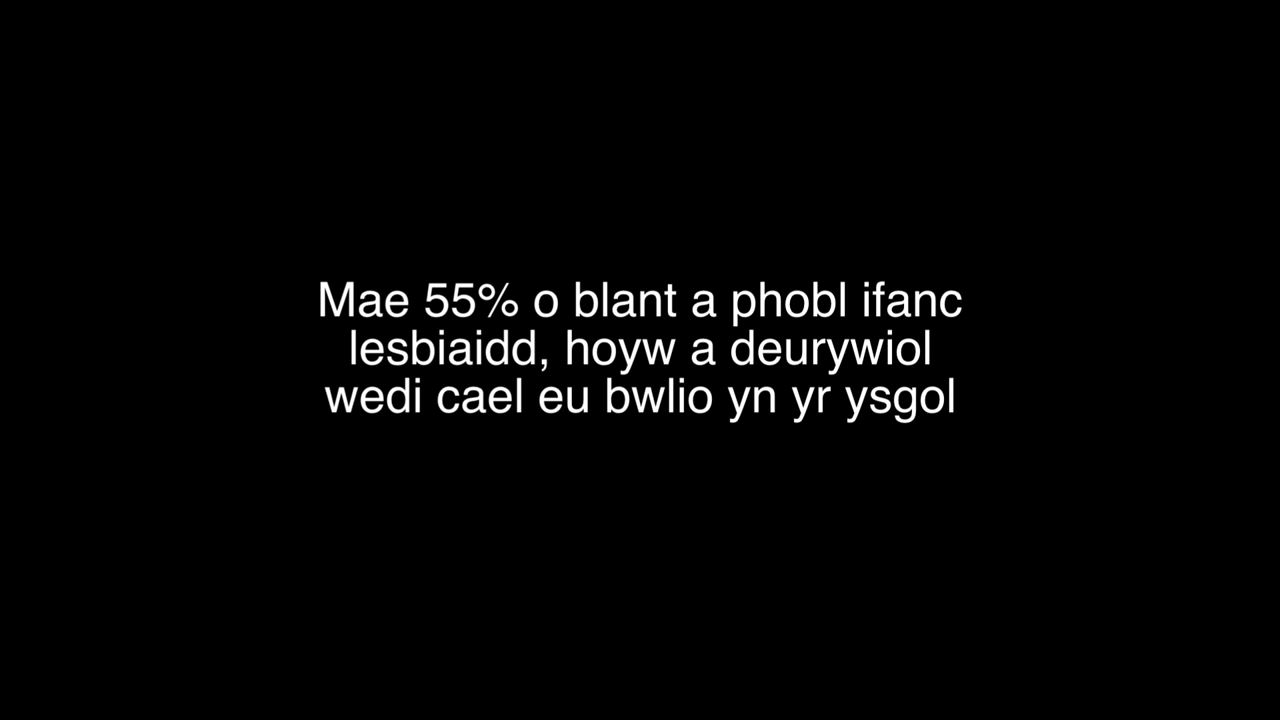 Mae 55% o blant a phobl ifanc
lesbiaidd, hoyw a deurywiol
wedi cael eu bwlio yn yr ysgol